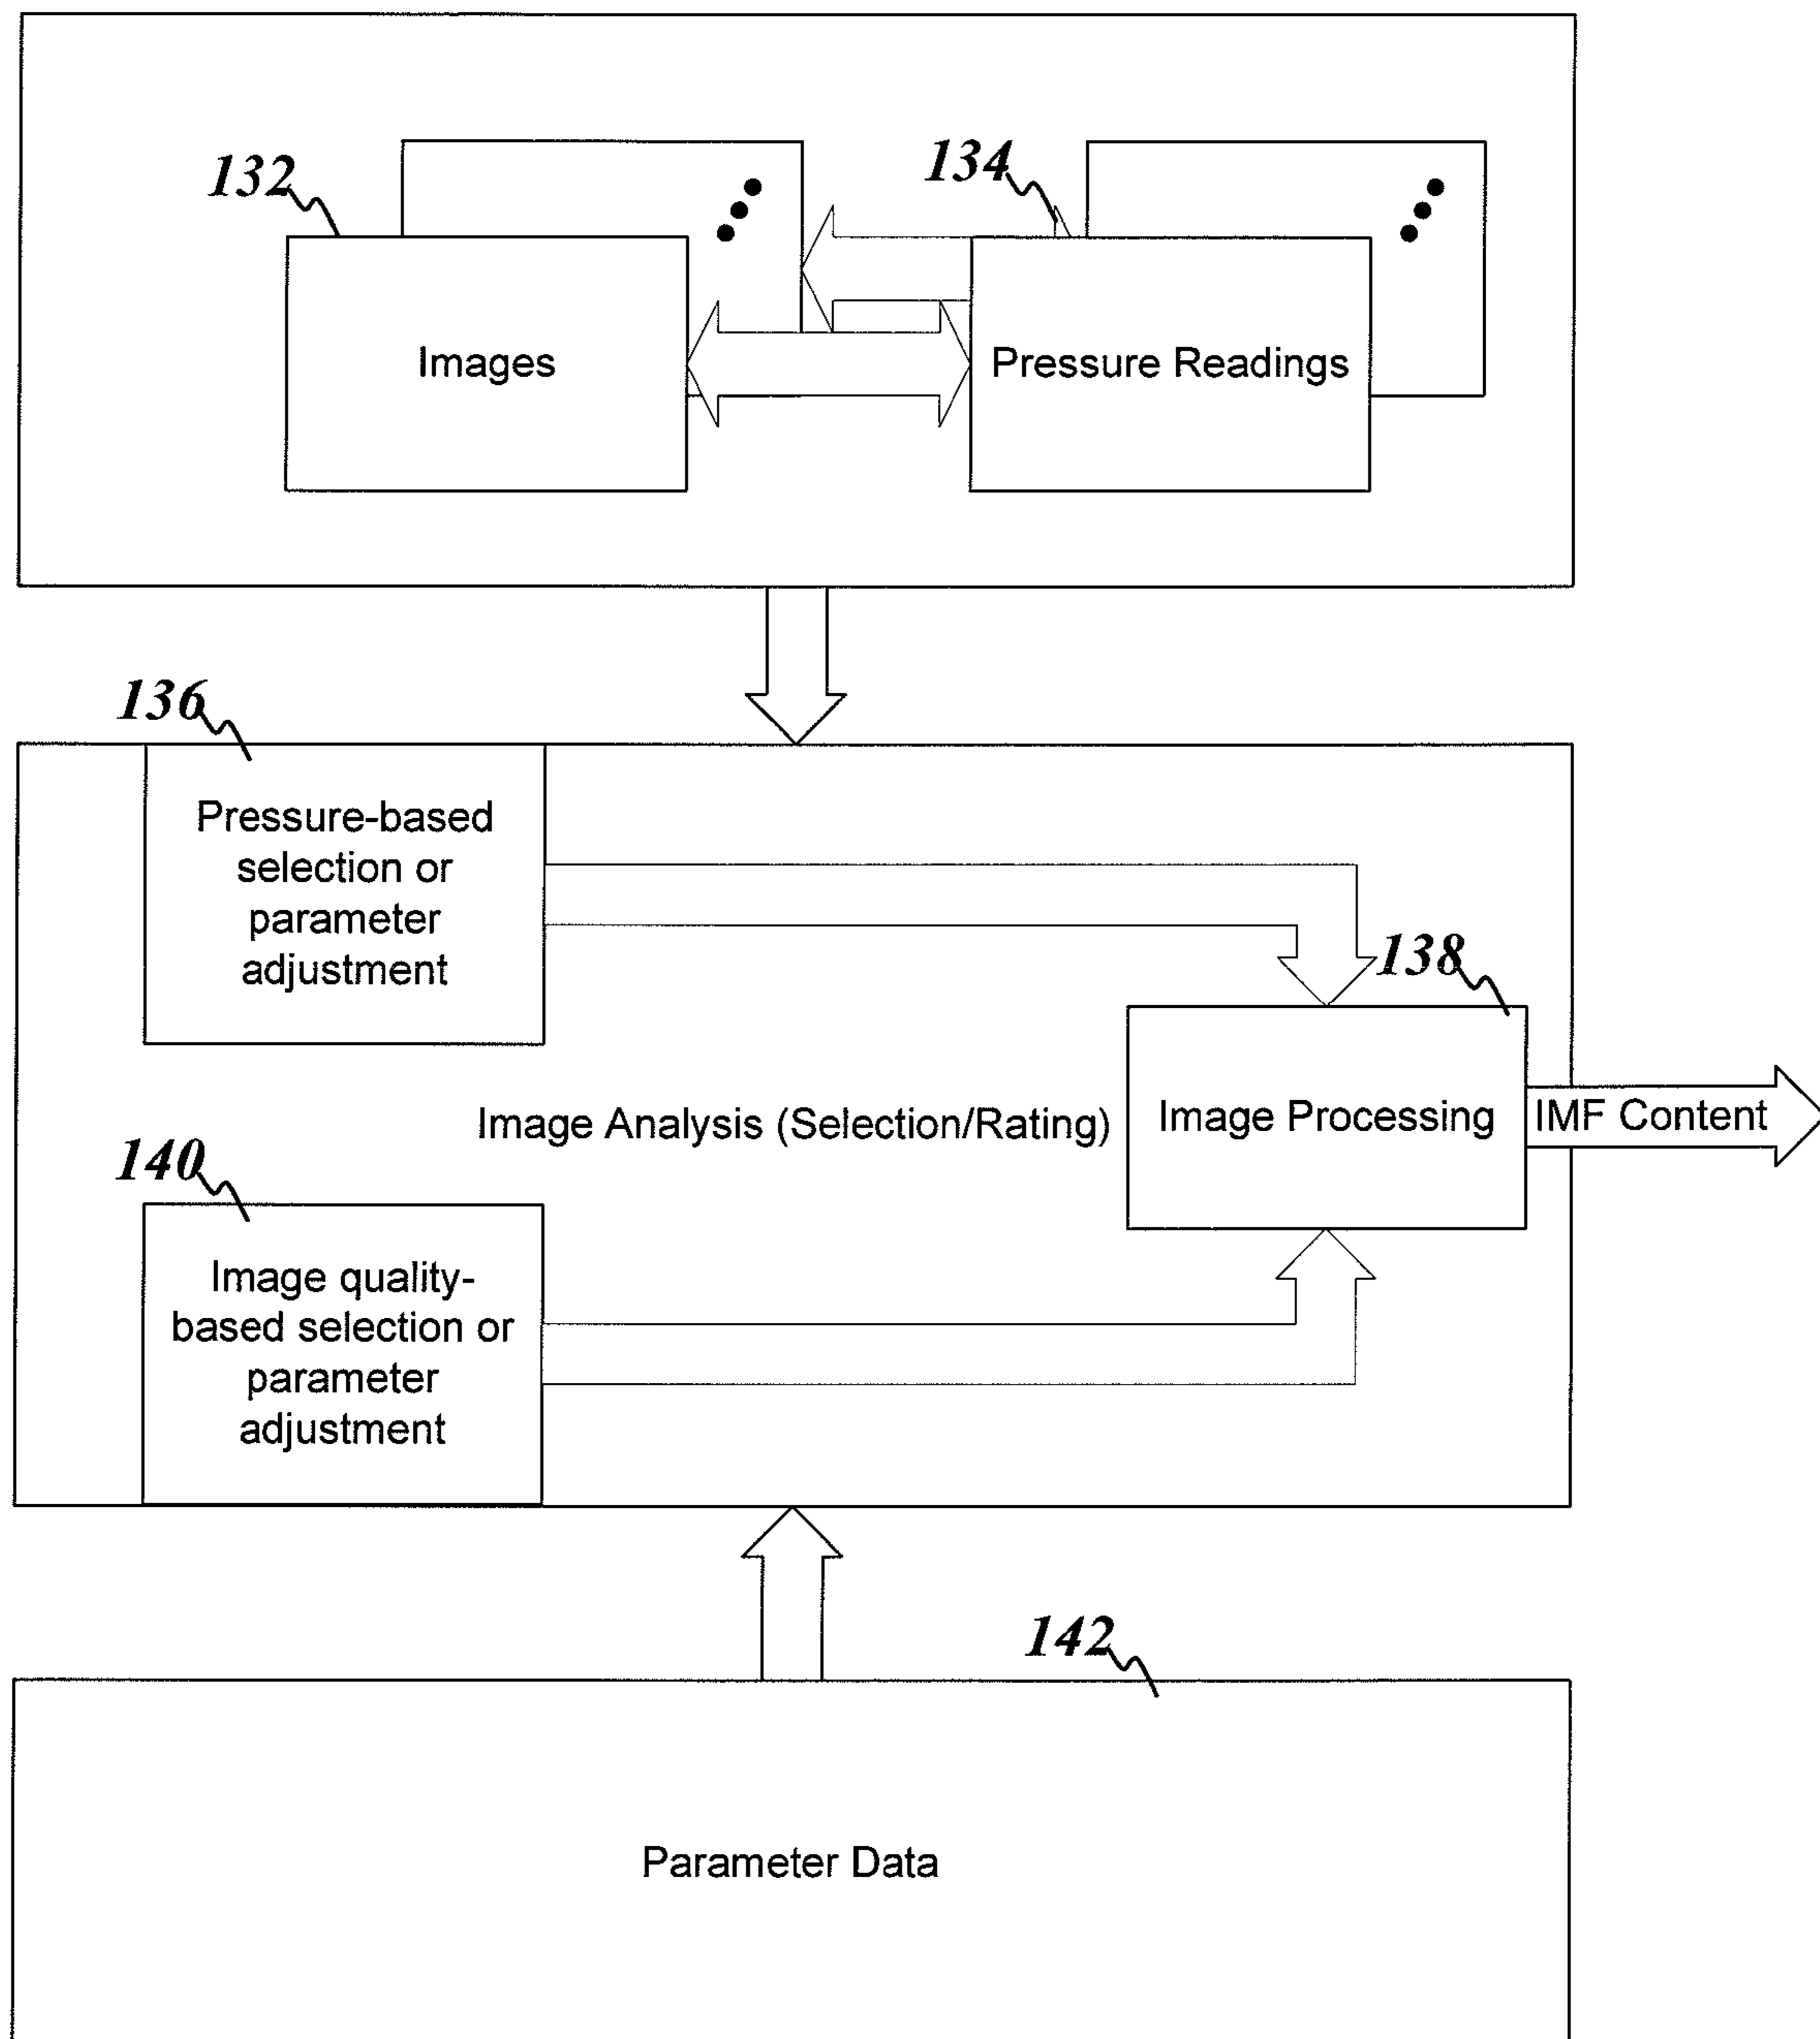 132
134
Images
Pressure Readings
136
Pressure-based
selection or
parameter
adjustment
138
Image Analysis (Selection/Rating)
Image Processing
IMF Content
140
Image quality-
based selection or
parameter
adjustment
142
Parameter Data